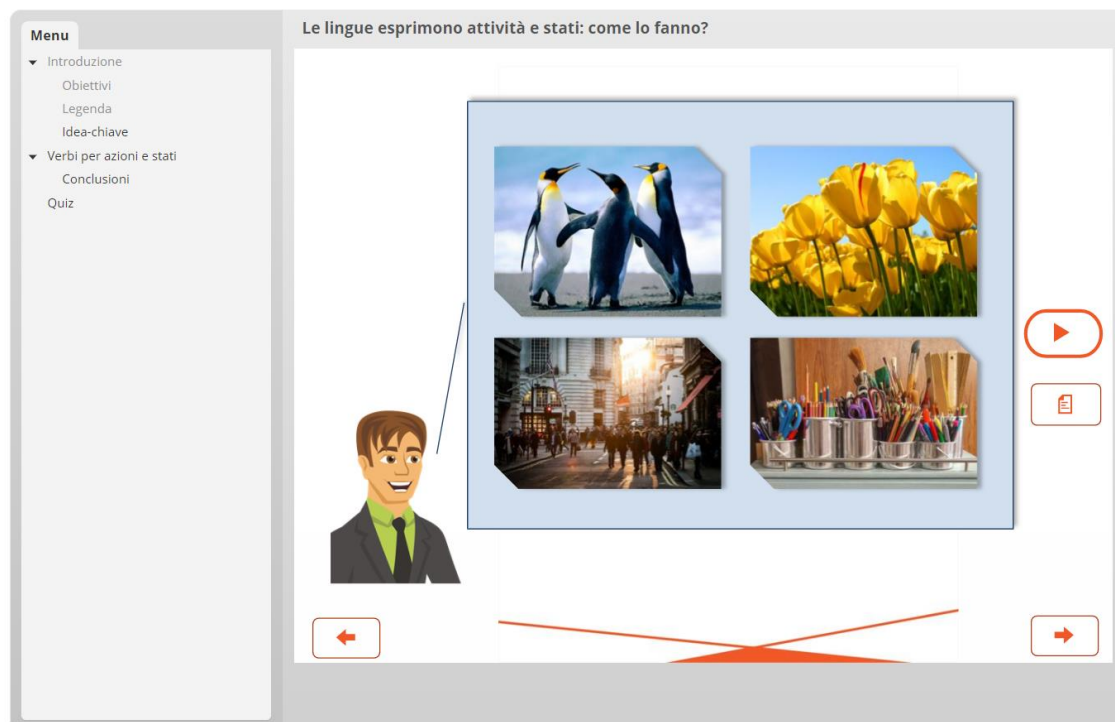 Menu
Introduzione
Obiettivi
Legenda
Idea-chiave
Verbi per azioni e stati
Conclusioni
Quiz
Le lingue esprimono attività e stati: come lo fanno?